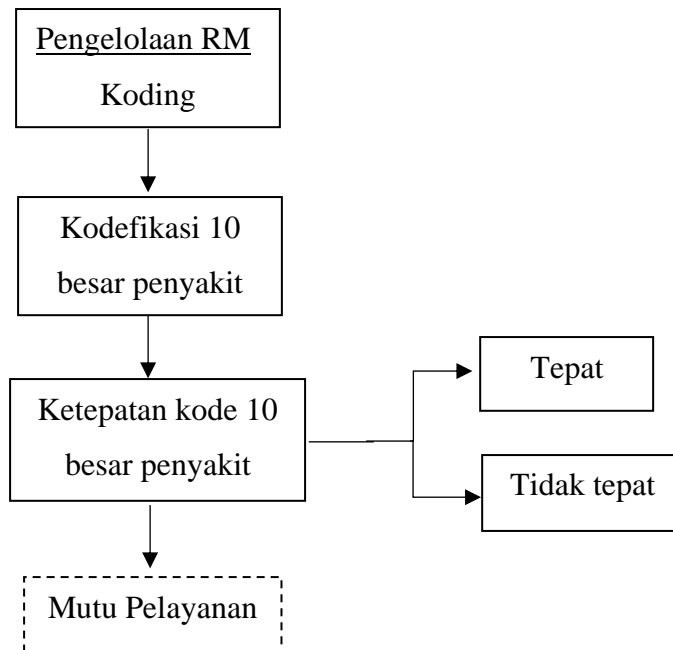 Pengelolaan RM
Koding
Kodefikasi 10
besar penyakit
Ketepatan kode 10
besar penyakit
Tepat
Tidak tepat
Mutu Pelayanan